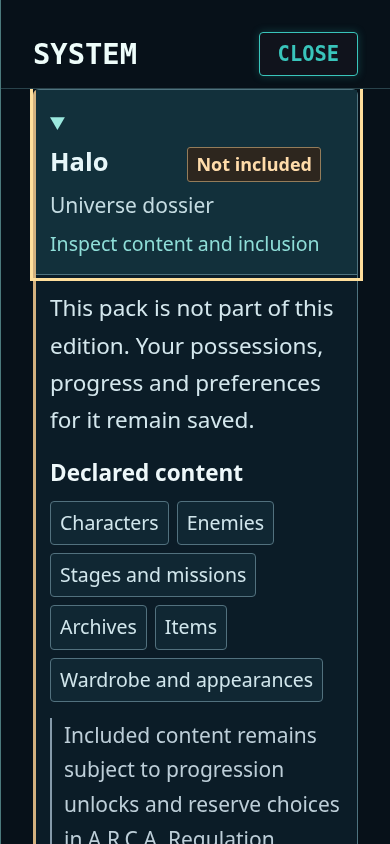 SYSTEM
CLOSE
Halo
Not included
Universe dossier
Inspect content and inclusion
This pack is not part of this
edition. Your possessions,
progress and preferences
for it remain saved.
Declared content
Characters
Enemies
Stages and missions
Archives
Items
Wardrobe and appearances
Included content remains
subject to progression
unlocks and reserve choices
in A.R.C.A. Regulation